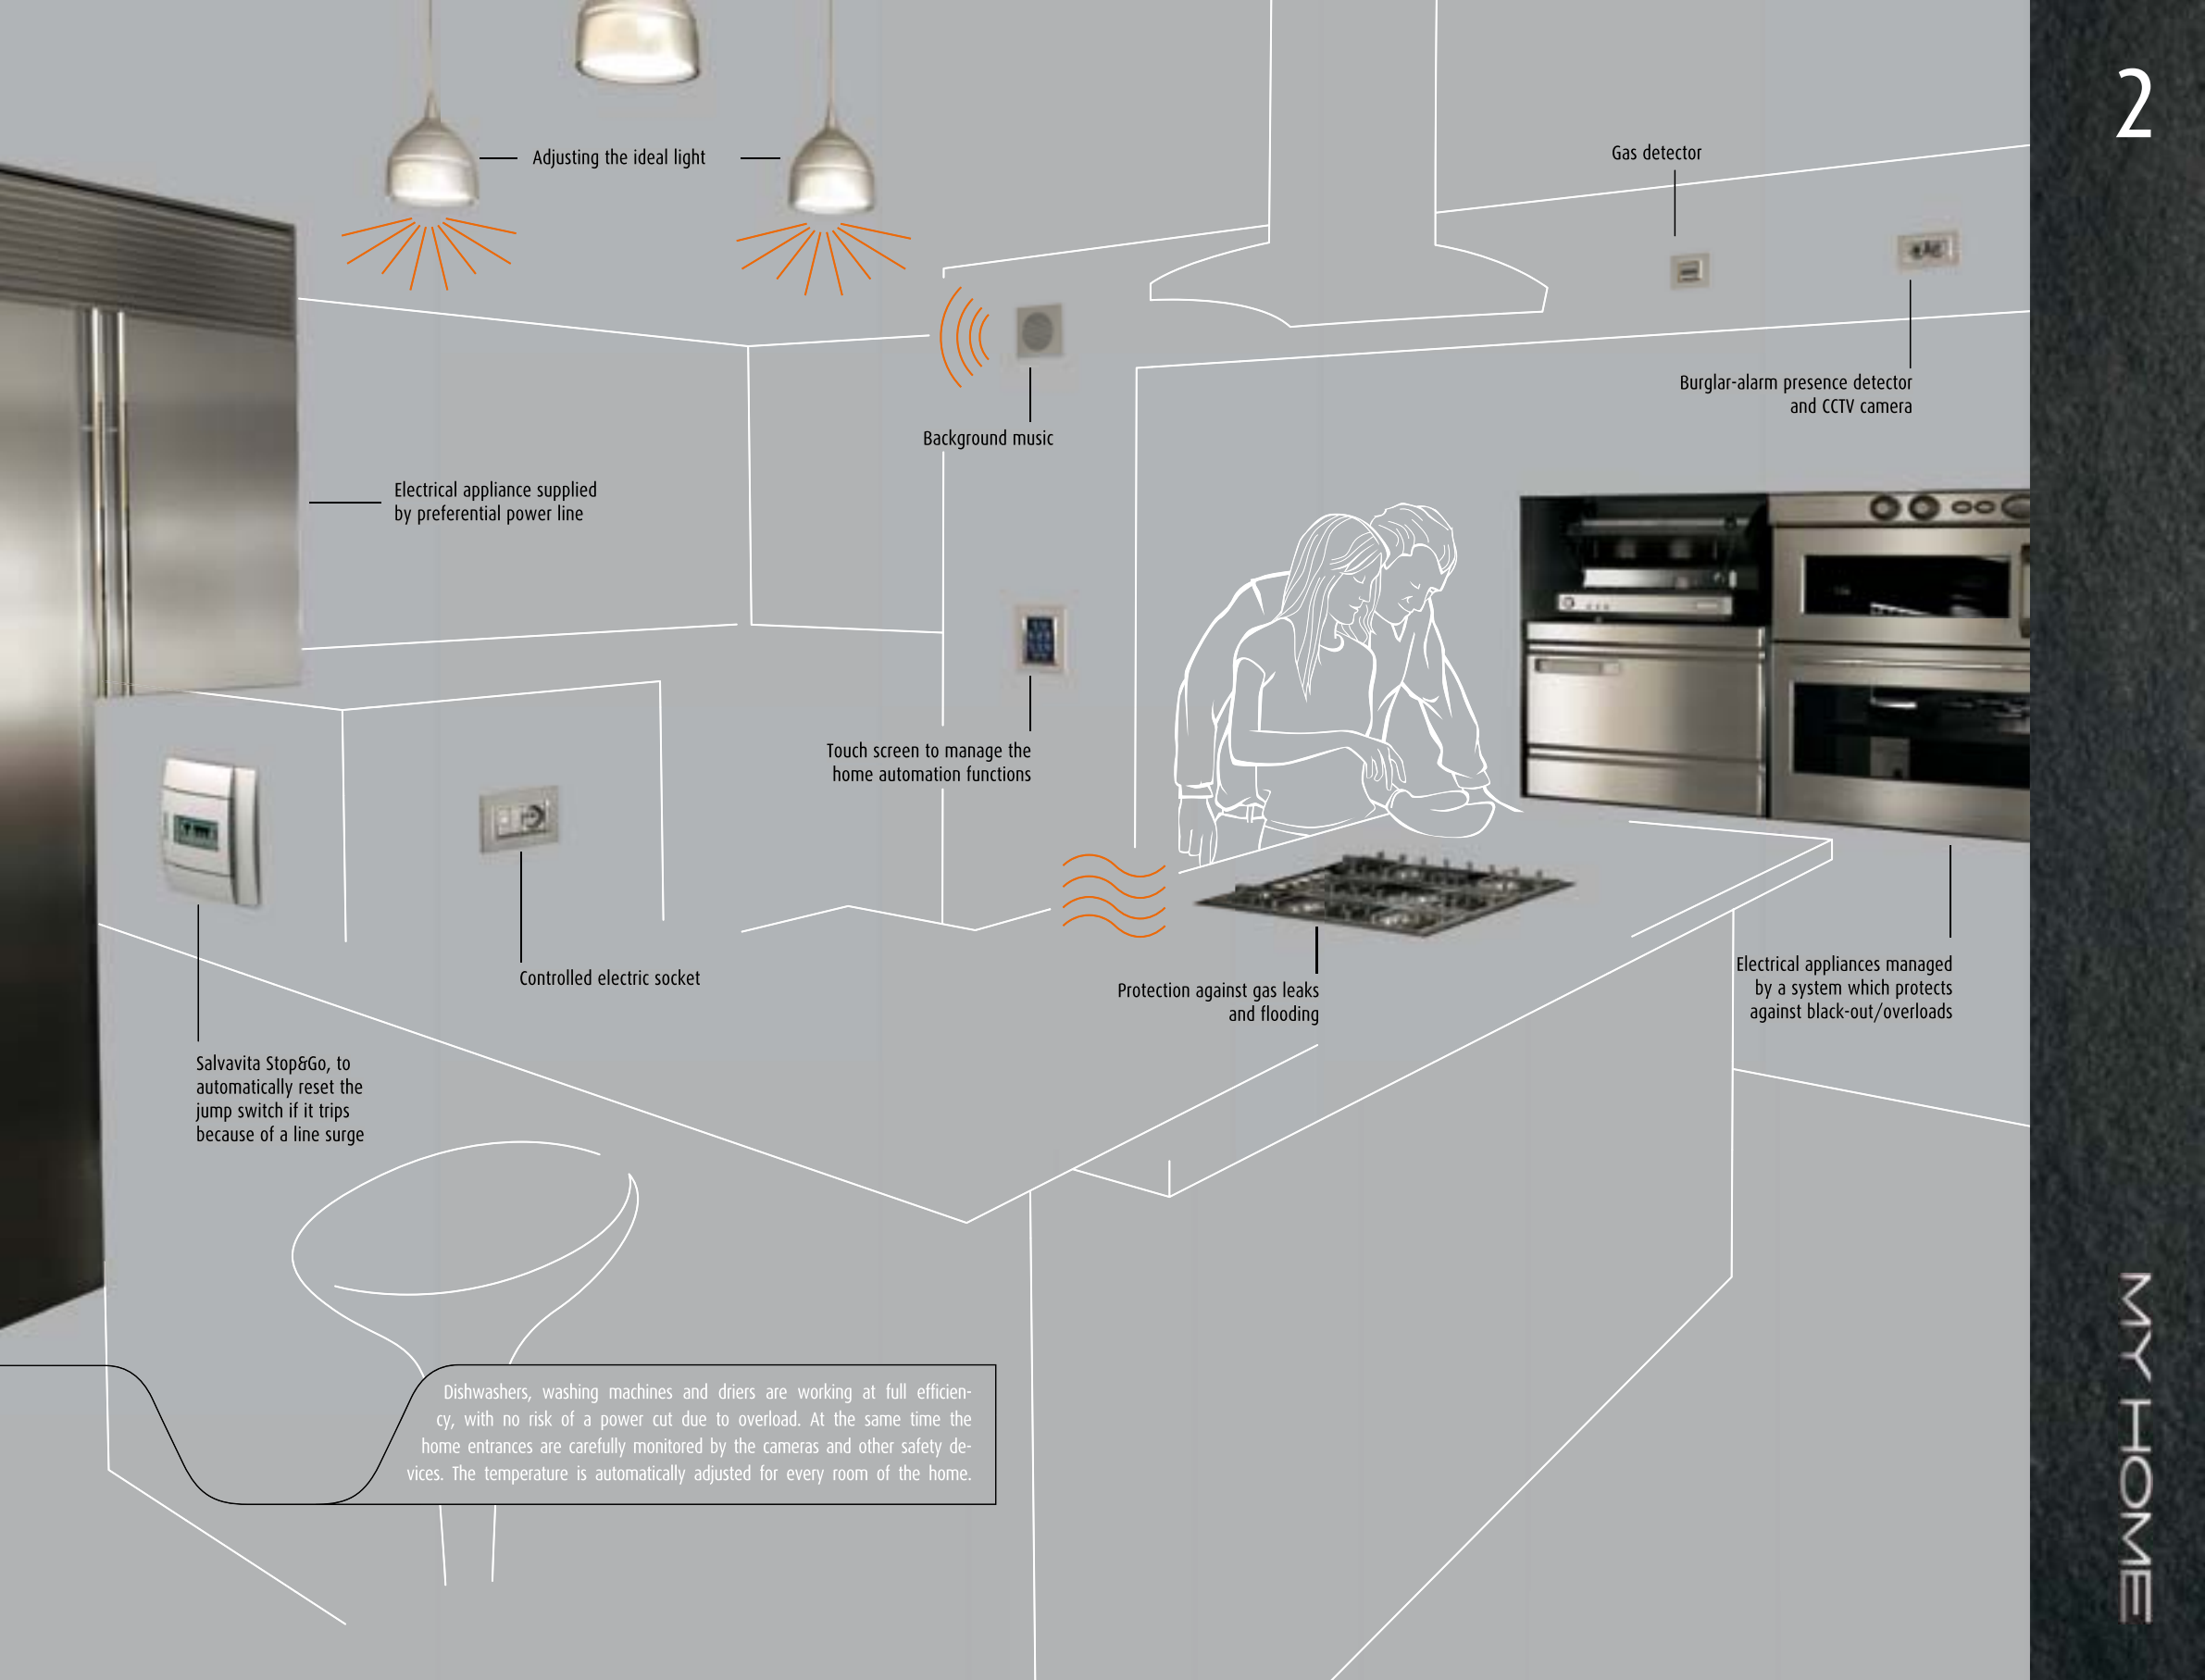 2
Adjusting the ideal light
Gas detector
Burglar-alarm presence detector
and CCTV camera
Background music
Electrical appliance supplied
by preferential power line
Touch screen to manage the
home automation functions
Controlled electric socket
Protection against gas leaks
and flooding
Electrical appliances managed
by a system which protects
against black-out/overloads
Salvavita Stop&Go, to
automatically reset the
jump switch if it trips
because of a line surge
Dishwashers, washing machines and driers are working at full efficien-
cy, with no risk of a power cut due to overload. At the same time the
home entrances are carefully monitored by the cameras and other safety de-
vices. The temperature is automatically adjusted for every room of the home.
MY HOME